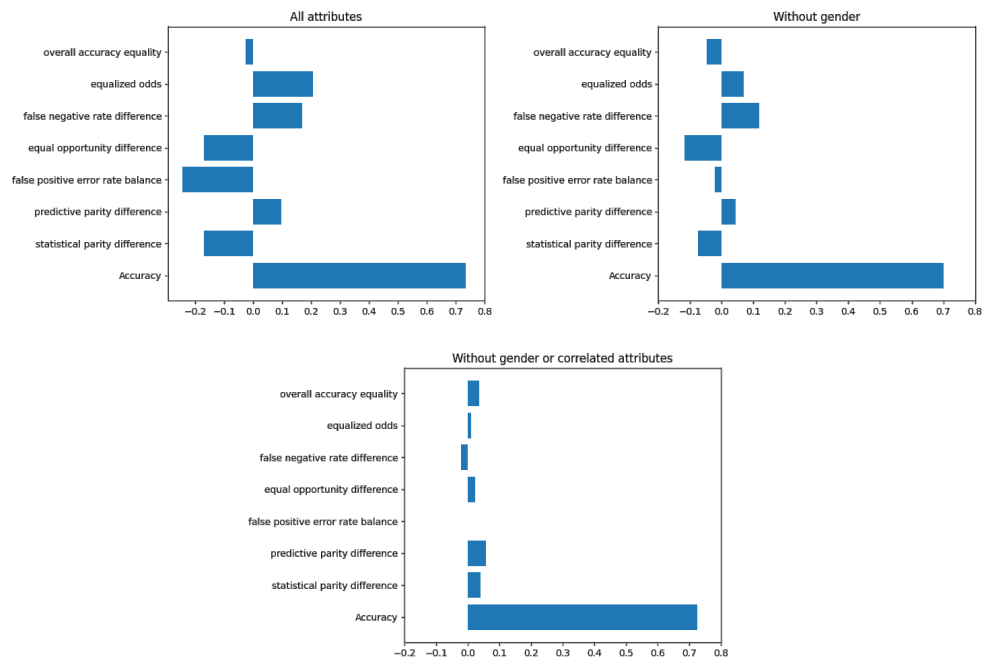 All attributes
overall accuracy equality
equalized odds
false negative rate difference
equal opportunity difference
false positive error rate balance
predictive parity difference
statistical parity difference
Accuracy
−0.2 −0.1 0.0 0.1 0.2 0.3 0.4 0.5 0.6 0.7 0.8
Without gender
overall accuracy equality
equalized odds
false negative rate difference
equal opportunity difference
false positive error rate balance
predictive parity difference
statistical parity difference
Accuracy
−0.2 −0.1 0.0 0.1 0.2 0.3 0.4 0.5 0.6 0.7 0.8
Without gender or correlated attributes
overall accuracy equality
equalized odds
false negative rate difference
equal opportunity difference
false positive error rate balance
predictive parity difference
statistical parity difference
Accuracy
−0.2 −0.1 0.0 0.1 0.2 0.3 0.4 0.5 0.6 0.7 0.8